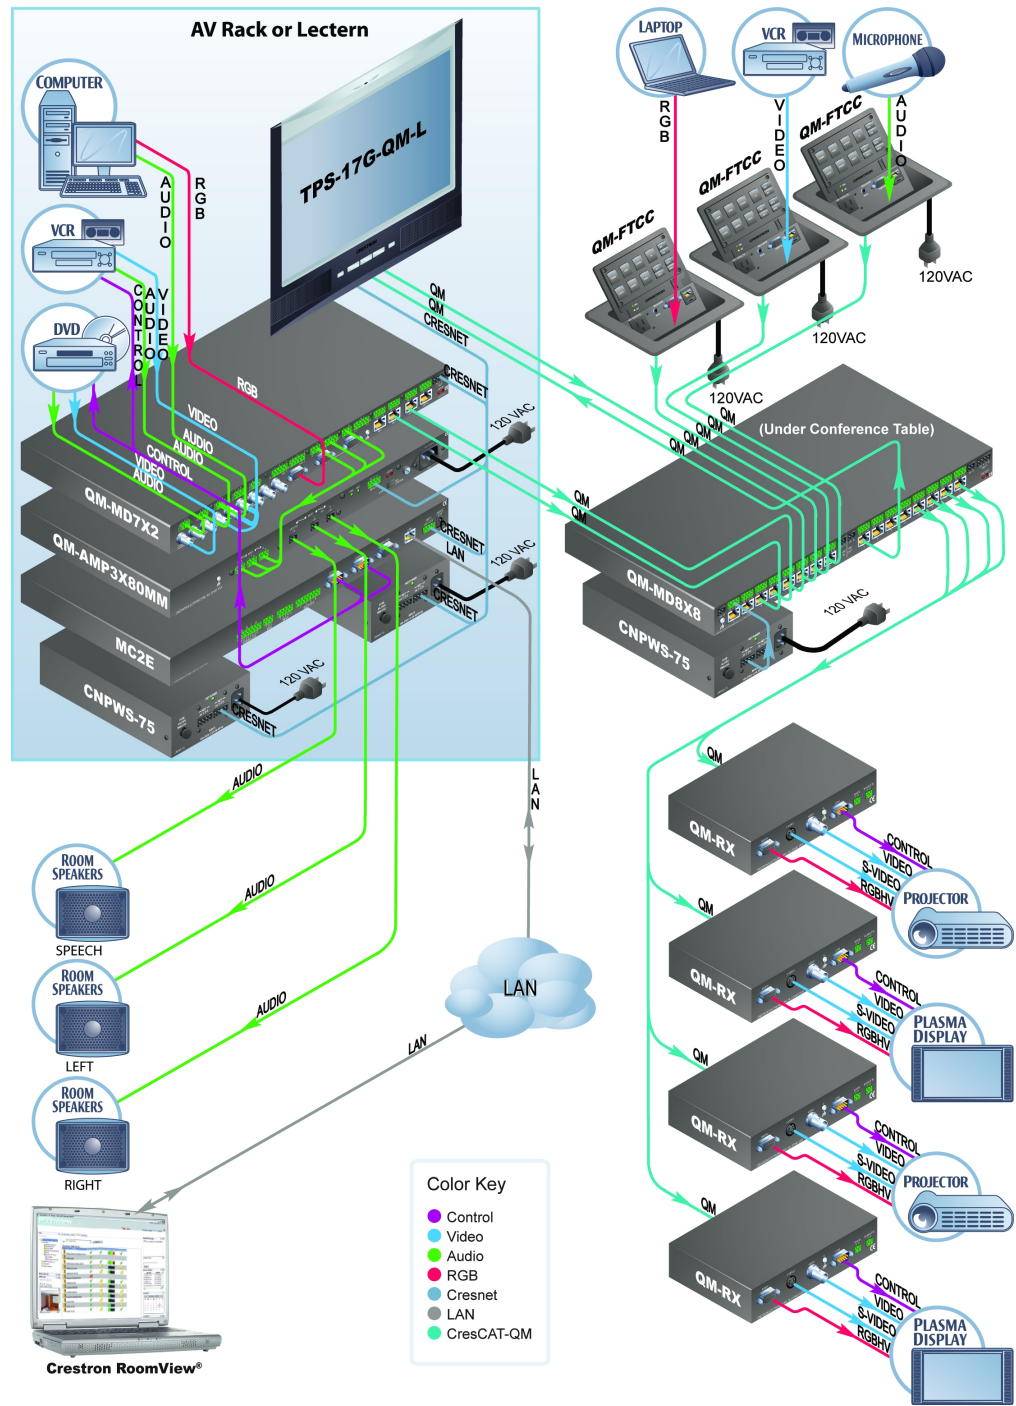 AV Rack or Lectern
COMPUTER
TPS-17G-QM-L
RGB
AUDIO
VCR
CONTROL
AUDIO
VIDEO
DVD
QM
QM
CRESNET
CRESNET
RGB
VIDEO
AUDIO
AUDIO
CONTROL
VIDEO
AUDIO
120 VAC
QM-MD7X2
QM-AMP3X80MM
MC2E
CNPWS-75
CRESNET
LAN
120 VAC
CRESNET
120 VAC
CRESNET
LAPTOP
VCR
MICROPHONE
RGB
VIDEO
AUDIO
QM-FTCC
QM-FTCC
QM-FTCC
120VAC
120VAC
120VAC
QM
QM
QM
QM
QM
QM
(Under Conference Table)
QM-MD8X8
CNPWS-75
120 VAC
AUDIO
AUDIO
AUDIO
LAN
LAN
LAN
ROOM
SPEAKERS
SPEECH
ROOM
SPEAKERS
LEFT
ROOM
SPEAKERS
RIGHT
Crestron RoomView®
Color Key
Control
Video
Audio
RGB
Cresnet
LAN
CresCAT-QM
QM
QM-RX
CONTROL
VIDEO
S-VIDEO
RGBHV
PROJECTOR
QM
QM-RX
CONTROL
VIDEO
S-VIDEO
RGBHV
PLASMA
DISPLAY
QM
QM-RX
CONTROL
VIDEO
S-VIDEO
RGBHV
PROJECTOR
QM
QM-RX
CONTROL
VIDEO
S-VIDEO
RGBHV
PLASMA
DISPLAY